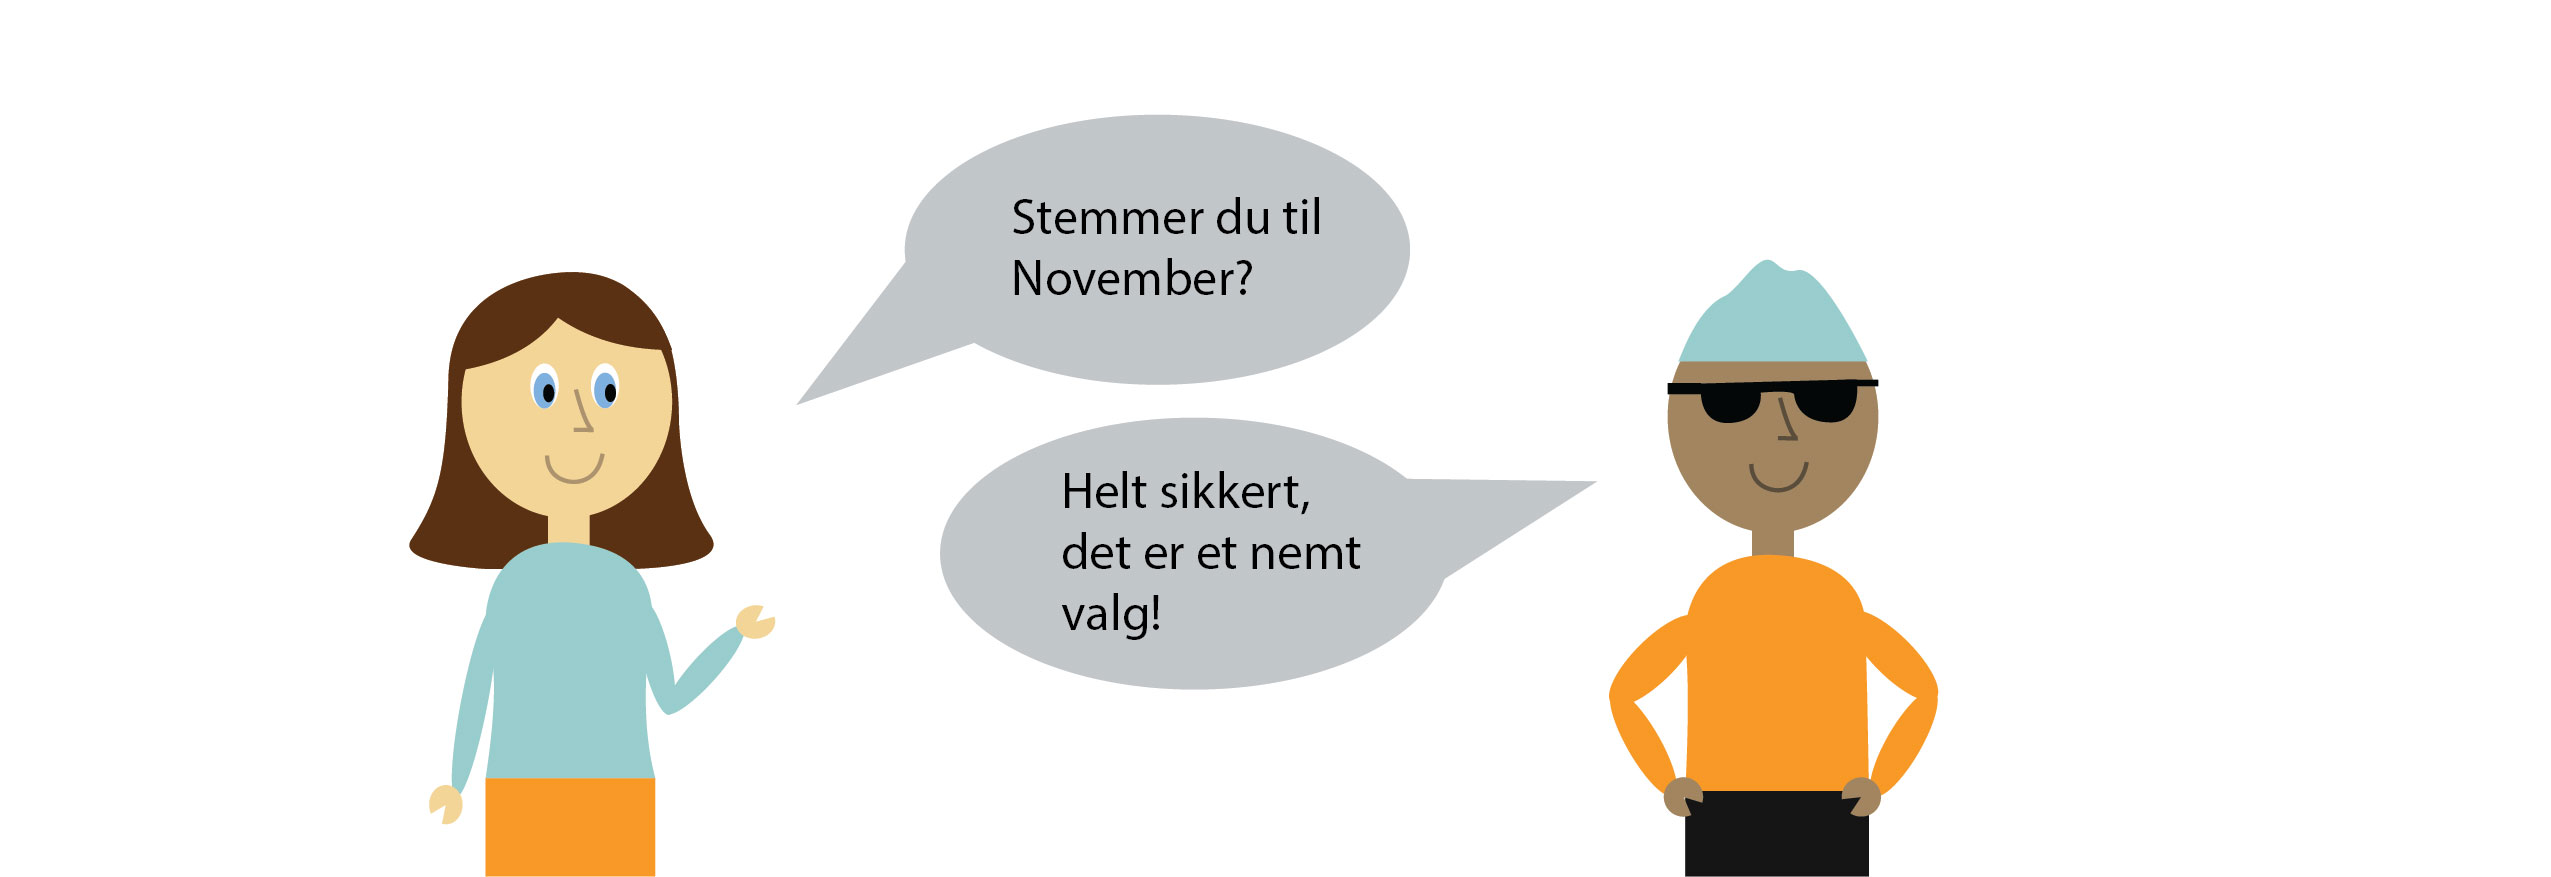 Stemmer du til
November?
Helt sikkert,
det er et nemt
valg!